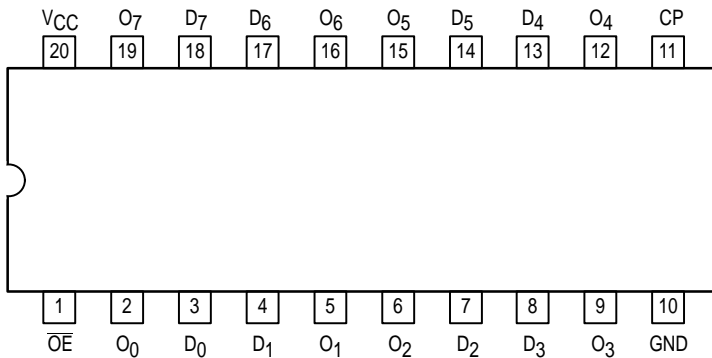 VCC O7 D7 D6 O6 O5 D5 D4 O4 CP
20 19 18 17 16 15 14 13 12 11
1 2 3 4 5 6 7 8 9 10
O̅E̅ O0 D0 D1 O1 O2 D2 D3 O3 GND